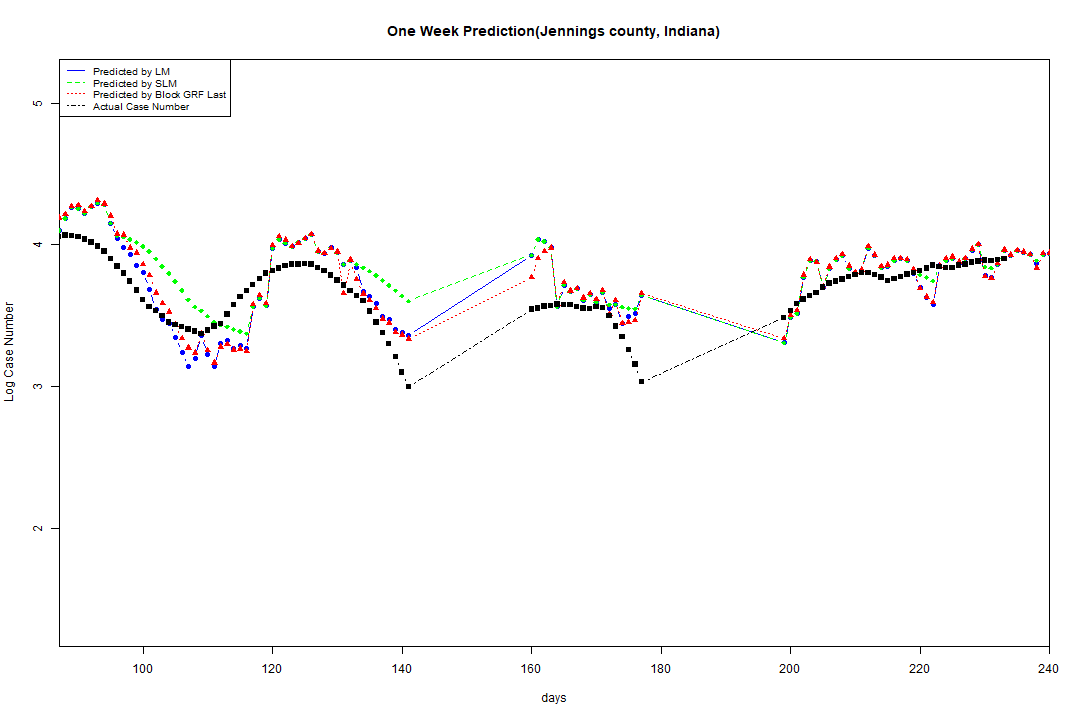 One Week Prediction(Jennings county, Indiana)
Predicted by LM
Predicted by SLM
Predicted by Block GRF Last
Actual Case Number
5
4
3
2
Log Case Number
100 120 140 160 180 200 220 240
days